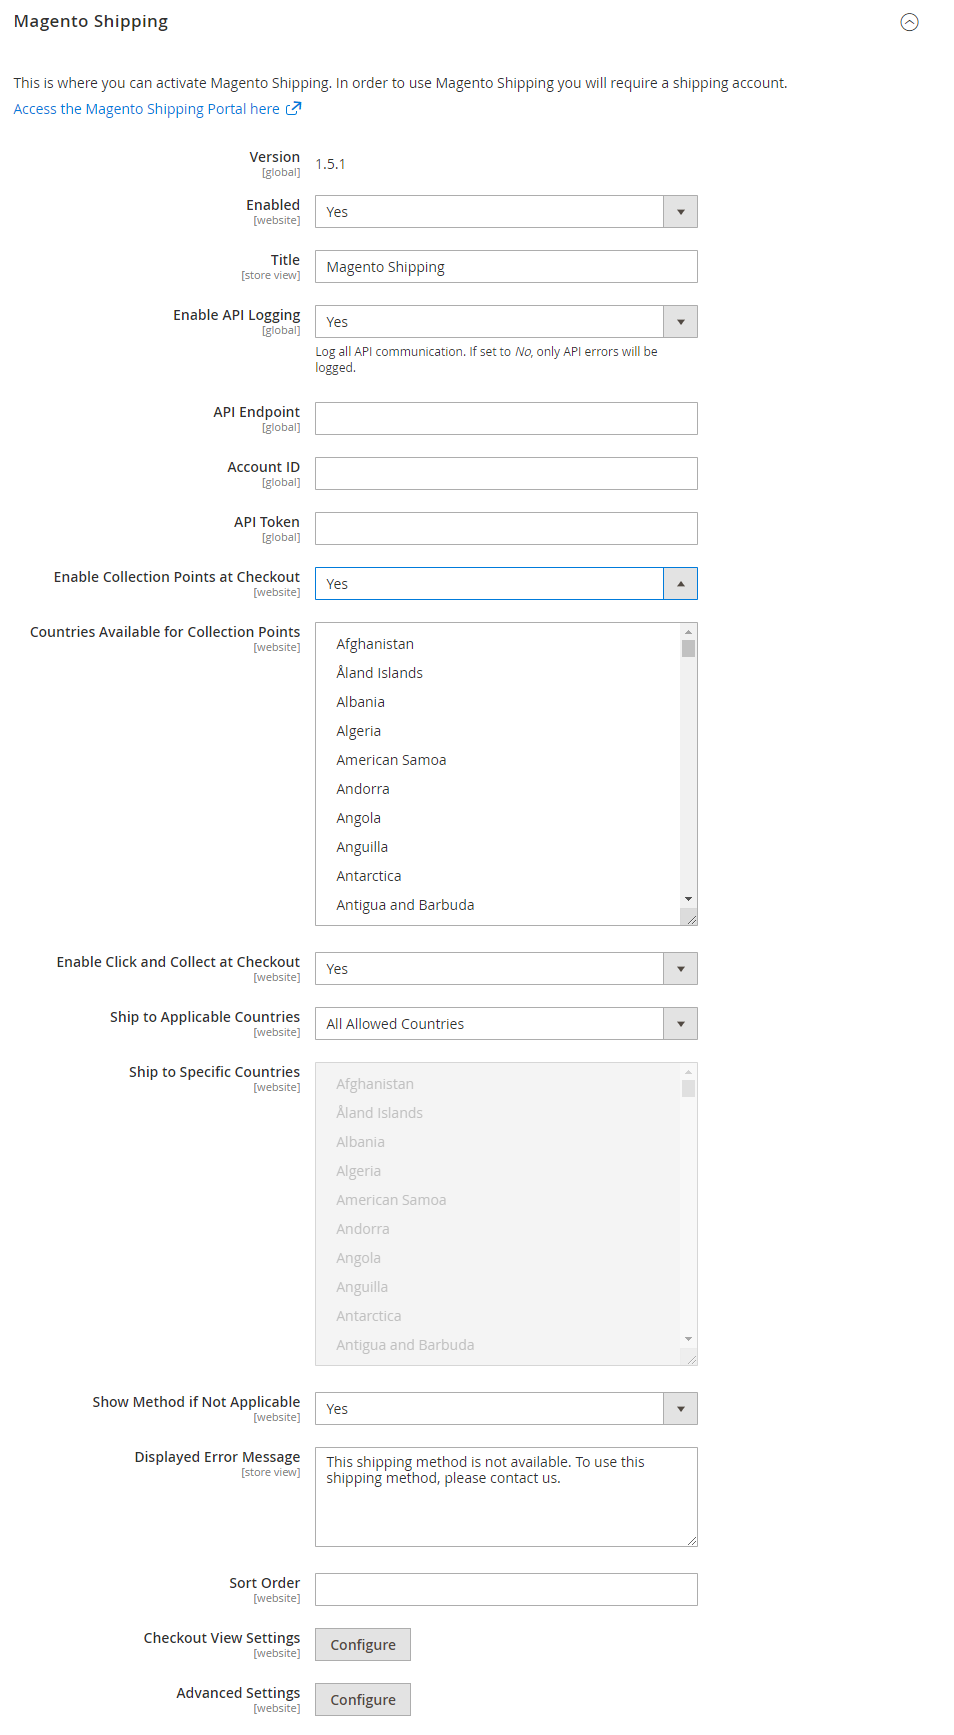 Magento Shipping
This is where you can activate Magento Shipping. In order to use Magento Shipping you will require a shipping account.
Access the Magento Shipping Portal here
Version
[global]
1.5.1
Enabled
[website]
Yes
Title
[store view]
Magento Shipping
Enable API Logging
[global]
Yes
Log all API communication. If set to No, only API errors will be
logged.
API Endpoint
[global]
Account ID
[global]
API Token
[global]
Enable Collection Points at Checkout
[website]
Yes
Countries Available for Collection Points
[website]
Afghanistan
Åland Islands
Albania
Algeria
American Samoa
Andorra
Angola
Anguilla
Antarctica
Antigua and Barbuda
Enable Click and Collect at Checkout
[website]
Yes
Ship to Applicable Countries
[website]
All Allowed Countries
Ship to Specific Countries
[website]
Afghanistan
Åland Islands
Albania
Algeria
American Samoa
Andorra
Angola
Anguilla
Antarctica
Antigua and Barbuda
Show Method if Not Applicable
[website]
Yes
Displayed Error Message
[store view]
This shipping method is not available. To use this
shipping method, please contact us.
Sort Order
[website]
Checkout View Settings
[website]
Configure
Advanced Settings
[website]
Configure